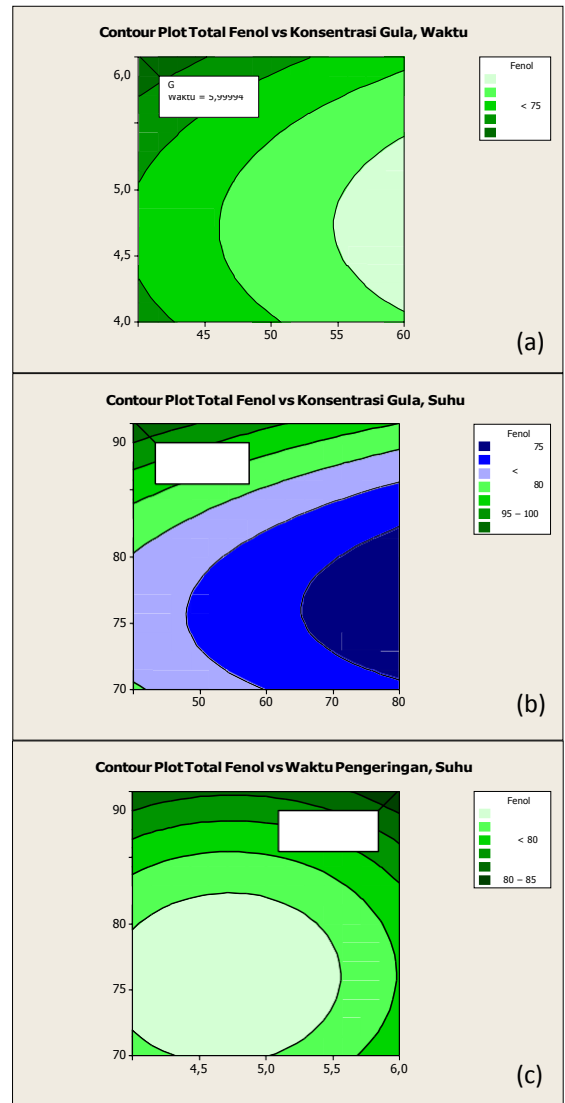 Contour Plot Total Fenol vs Konsentrasi Gula, Waktu
6,0
5,0
4,5
4,0
45 50 55 60
G
Waktu = 5,99994
Fenol
< 75
(a)
Contour Plot Total Fenol vs Konsentrasi Gula, Suhu
90
80
75
70
50 60 70 80
Fenol
75
<
80
95 – 100
(b)
Contour Plot Total Fenol vs Waktu Pengeringan, Suhu
90
80
75
70
4,5 5,0 6,0
Fenol
< 80
80 – 85
(c)